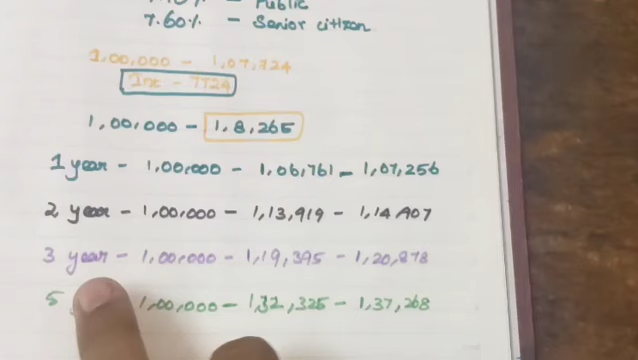 Public
7.60% - Senior citizen
1,00,000 - 1,07,724
Int - 7724
1,00,000 - 1,8,265
1 year - 1,00,000 - 1,06,761 - 1,07,256
2 year - 1,00,000 - 1,13,919 - 1,14,907
3 year - 1,00,000 - 1,19,395 - 1,20,878
5 1,00,000 - 1,32,325 - 1,37,268